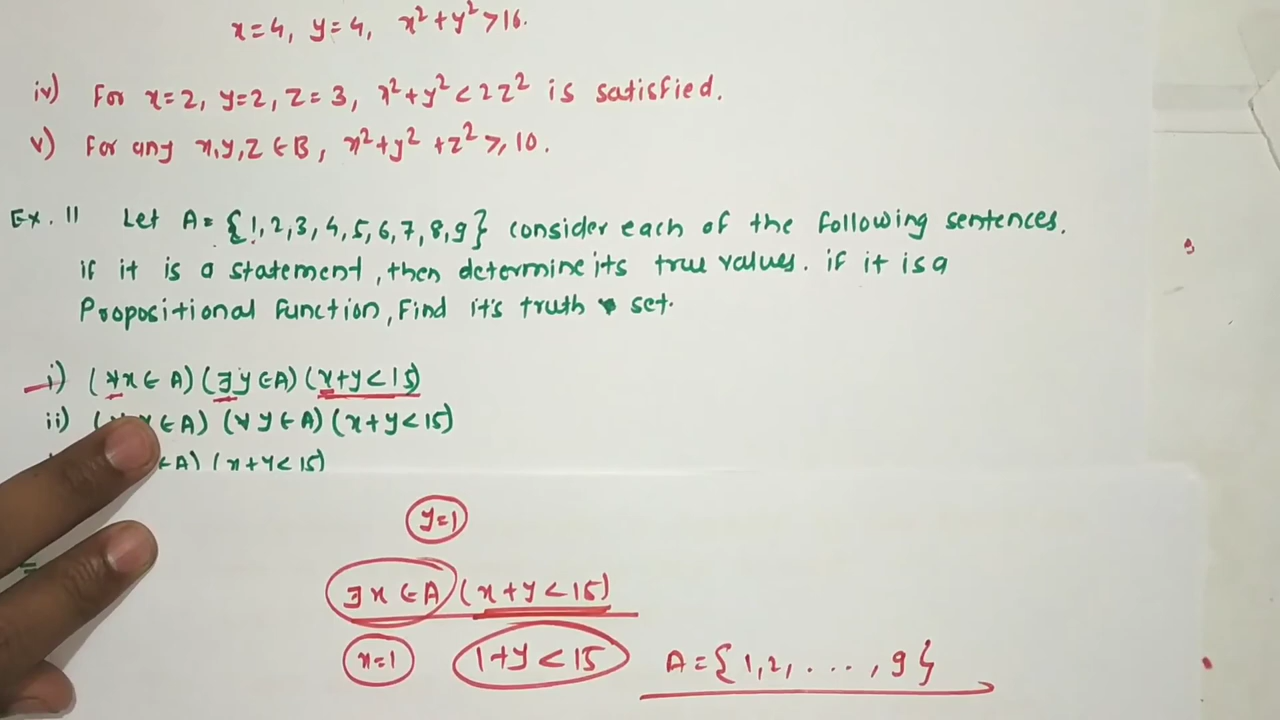 x=4, y=4, x²+y²>16.
iv) For x=2, y=2, z=3, x²+y²<2z² is satisfied.
v) For any x,y,z ∈ B, x²+y²+z²≥10.
Ex. 11 Let A={1,2,3,4,5,6,7,8,9} consider each of the following sentences.
if it is a statement, then determine its true values. if it is a
Propositional Function, Find it's truth set.
i) (∀x∈A)(∃y∈A)(x+y<15)
ii) ( ∈A) (∀y∈A)(x+y<15)
∈A) (x+y<15)
y=1
∃x∈A (x+y<15)
x=1 1+y<15 A={1,2,....,9}